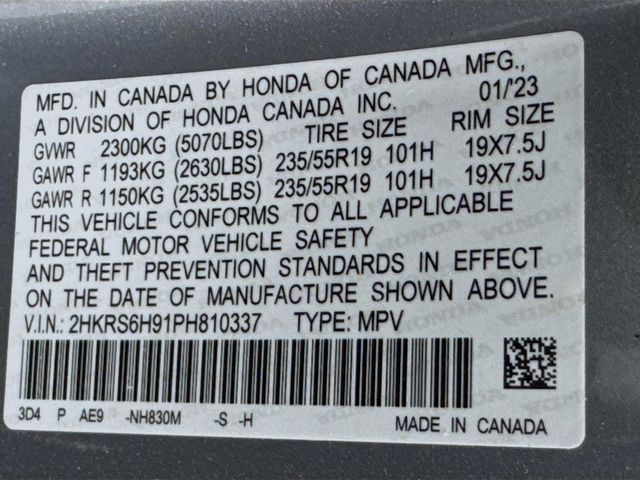 MFD. IN CANADA BY HONDA OF CANADA MFG.,
A DIVISION OF HONDA CANADA INC. 01/'23
GVWR 2300KG (5070LBS) TIRE SIZE RIM SIZE
GAWR F 1193KG (2630LBS) 235/55R19 101H 19X7.5J
GAWR R 1150KG (2535LBS) 235/55R19 101H 19X7.5J
THIS VEHICLE CONFORMS TO ALL APPLICABLE
FEDERAL MOTOR VEHICLE SAFETY
AND THEFT PREVENTION STANDARDS IN EFFECT
ON THE DATE OF MANUFACTURE SHOWN ABOVE.
V.I.N.: 2HKRS6H91PH810337 TYPE: MPV
3D4 P AE9 -NH830M -S -H MADE IN CANADA